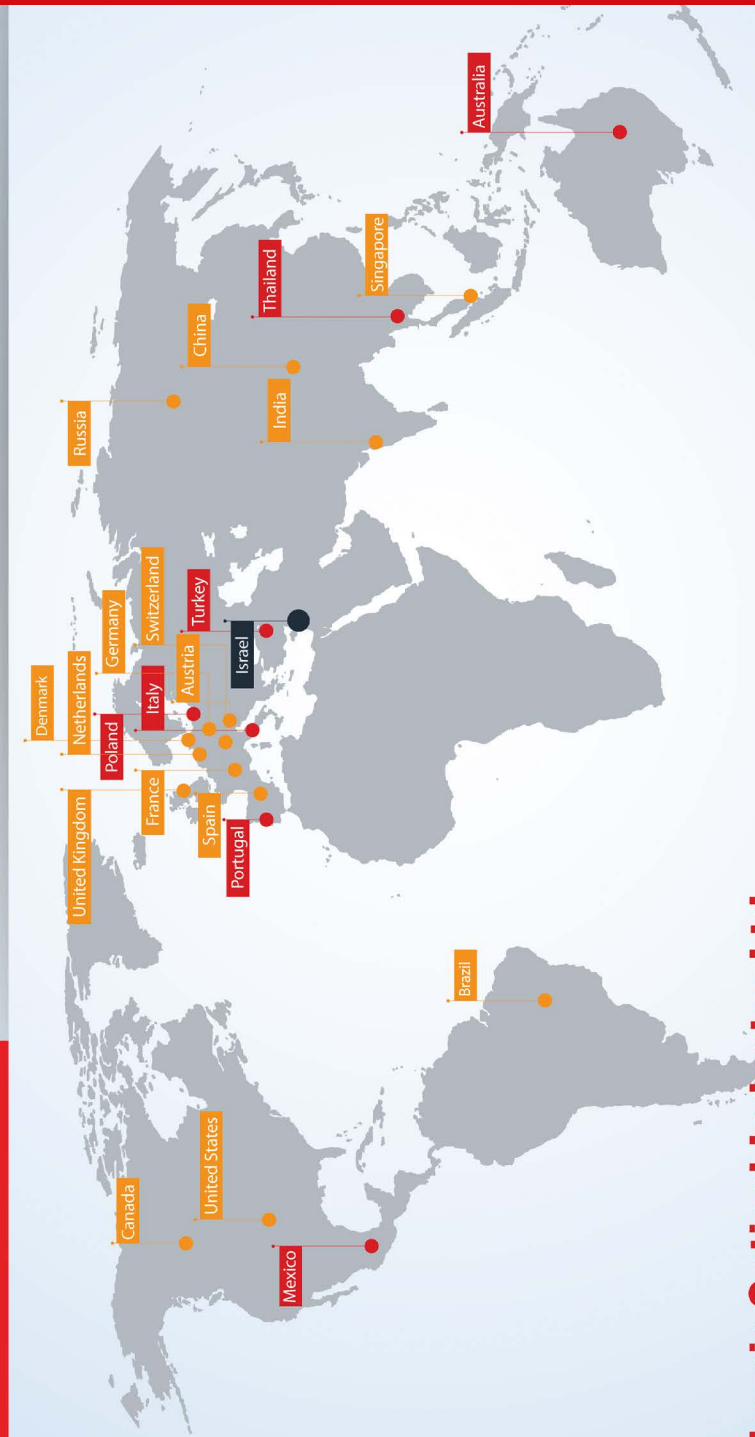 Canada
United States
Mexico
Brazil
United Kingdom
France
Spain
Portugal
Denmark
Netherlands
Poland
Germany
Italy
Switzerland
Austria
Turkey
Israel
Russia
China
India
Thailand
Singapore
Australia